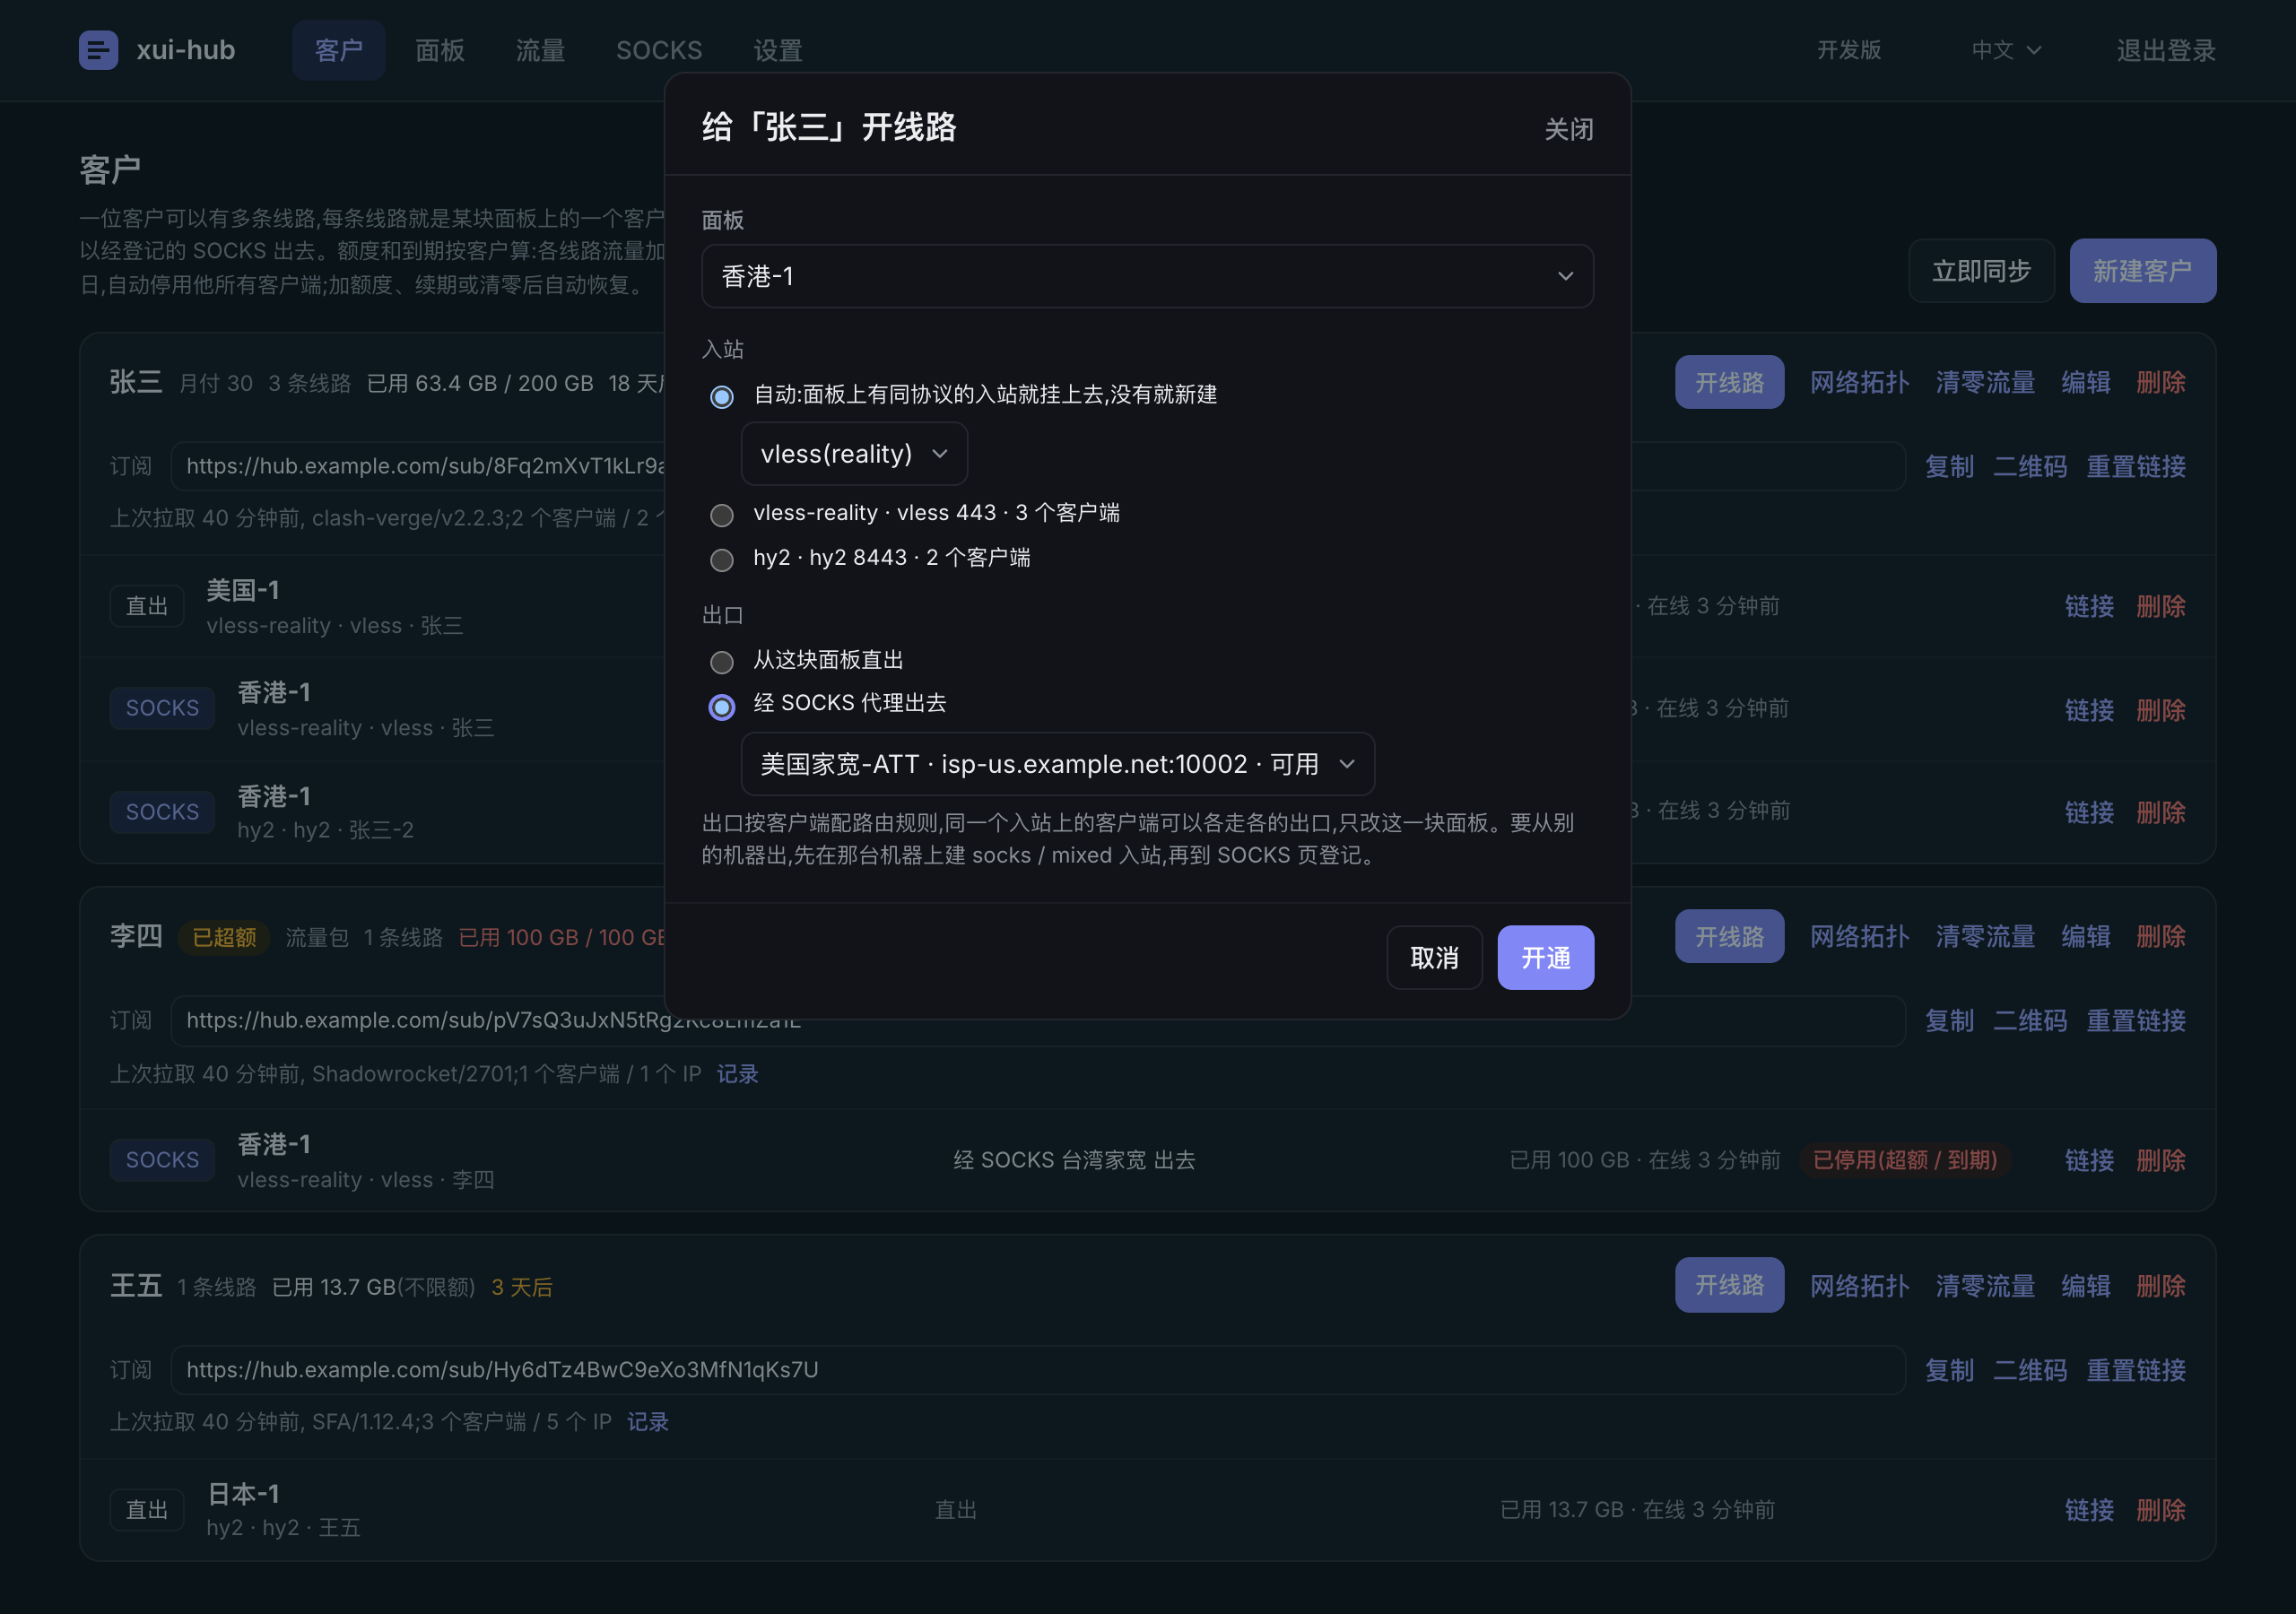 xui-hub
客户
面板
流量
SOCKS
设置
开发版
中文
退出登录
客户
一位客户可以有多条线路,每条线路就是某块面板上的一个客户
以经登记的 SOCKS 出去。额度和到期按客户算:各线路流量加
日,自动停用他所有客户端;加额度、续期或清零后自动恢复。
立即同步
新建客户
给「张三」开线路
关闭
面板
香港-1
入站
自动:面板上有同协议的入站就挂上去,没有就新建
vless(reality)
vless-reality · vless 443 · 3 个客户端
hy2 · hy2 8443 · 2 个客户端
出口
从这块面板直出
经 SOCKS 代理出去
美国家宽-ATT · isp-us.example.net:10002 · 可用
出口按客户端配路由规则,同一个入站上的客户端可以各走各的出口,只改这一块面板。要从别
的机器出,先在那台机器上建 socks / mixed 入站,再到 SOCKS 页登记。
取消
开通
张三 月付 30 3 条线路 已用 63.4 GB / 200 GB 18 天
开线路 网络拓扑 清零流量 编辑 删除
订阅 https://hub.example.com/sub/8Fq2mXvT1kLr9
复制 二维码 重置链接
上次拉取 40 分钟前, clash-verge/v2.2.3;2 个客户端 / 2
直出 美国-1
vless-reality · vless · 张三
· 在线 3 分钟前
链接 删除
SOCKS 香港-1
vless-reality · vless · 张三
· 在线 3 分钟前
链接 删除
SOCKS 香港-1
hy2 · hy2 · 张三-2
· 在线 3 分钟前
链接 删除
李四 已超额 流量包 1 条线路 已用 100 GB / 100
开线路 网络拓扑 清零流量 编辑 删除
订阅 https://hub.example.com/sub/pV7sQ3uJxN5tRg
复制 二维码 重置链接
上次拉取 40 分钟前, Shadowrocket/2701;1 个客户端 / 1 个 IP 记录
SOCKS 香港-1
vless-reality · vless · 李四
经 SOCKS 台湾家宽 出去
已用 100 GB · 在线 3 分钟前 已停用(超额 / 到期)
链接 删除
王五 1 条线路 已用 13.7 GB(不限额) 3 天后
开线路 网络拓扑 清零流量 编辑 删除
订阅 https://hub.example.com/sub/Hy6dTz4BwC9eXo3MfN1qKs7U
复制 二维码 重置链接
上次拉取 40 分钟前, SFA/1.12.4;3 个客户端 / 5 个 IP 记录
直出 日本-1
hy2 · hy2 · 王五
直出
已用 13.7 GB · 在线 3 分钟前
链接 删除